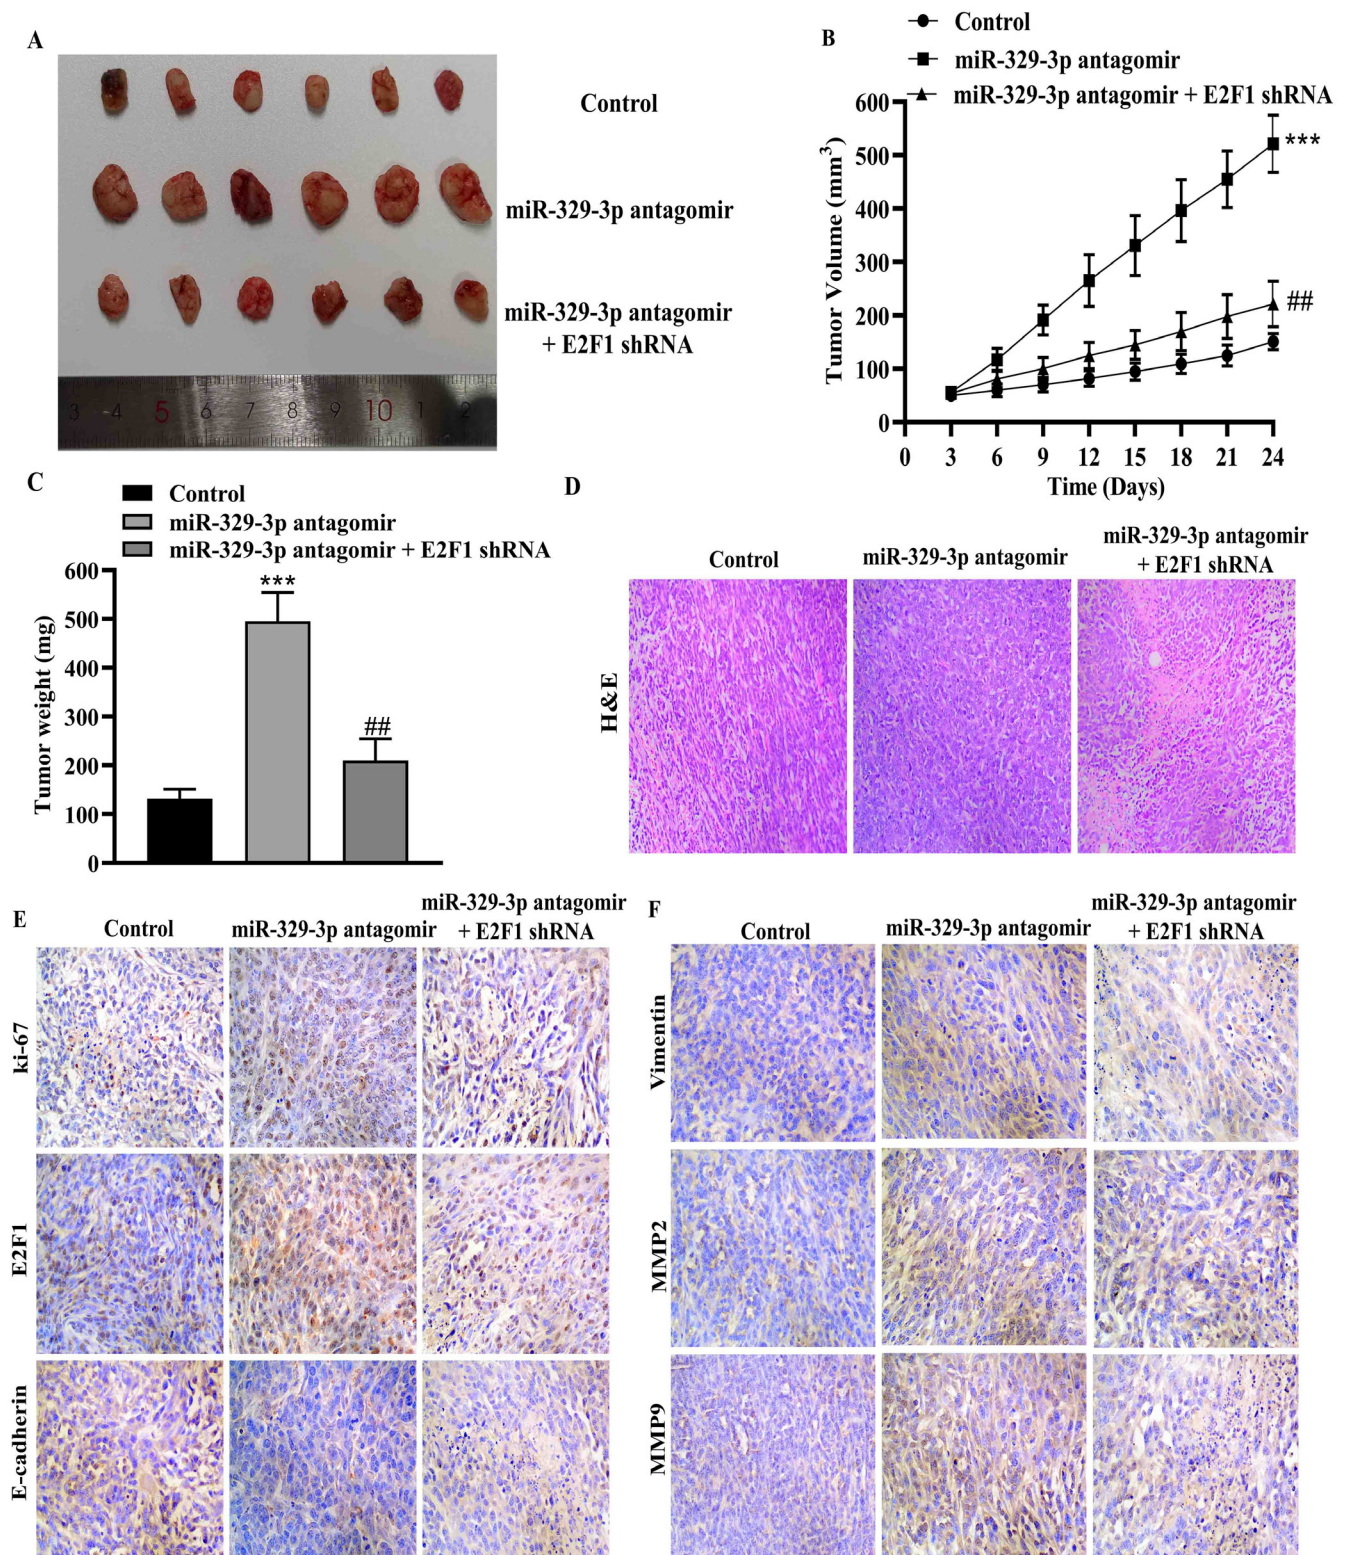 A
Control
miR-329-3p antagomir
miR-329-3p antagomir
+ E2F1 shRNA
3 4 5 6 7 8 9 10 1 2
B
Control
miR-329-3p antagomir
miR-329-3p antagomir + E2F1 shRNA
Tumor Volume (mm³)
600
500
400
300
200
100
0
***
##
0 3 6 9 12 15 18 21 24
Time (Days)
C
Control
miR-329-3p antagomir
miR-329-3p antagomir + E2F1 shRNA
Tumor weight (mg)
600
500
400
300
200
100
0
***
##
D
Control
miR-329-3p antagomir
miR-329-3p antagomir
+ E2F1 shRNA
H&E
E
Control
miR-329-3p antagomir
miR-329-3p antagomir
+ E2F1 shRNA
ki-67
E2F1
E-cadherin
F
Control
miR-329-3p antagomir
miR-329-3p antagomir
+ E2F1 shRNA
Vimentin
MMP2
MMP9